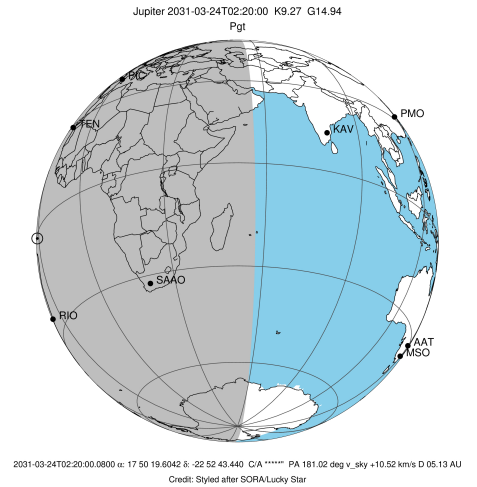 Jupiter 2031-03-24T02:20:00 K9.27 G14.94
Pgt
PIC
TEN
PMO
KAV
SAAO
RIO
AAT
MSO
2031-03-24T02:20:00.0800 α: 17 50 19.6042 δ: -22 52 43.440 C/A *****" PA 181.02 deg v_sky +10.52 km/s D 05.13 AU
Credit: Styled after SORA/Lucky Star